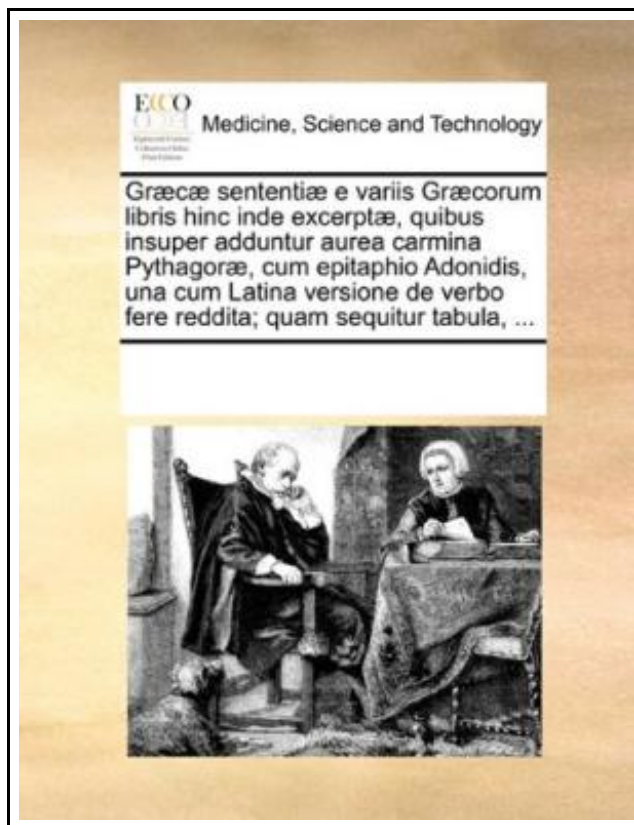 ECCO
Medicine, Science and Technology
Græcæ sententiæ e variis Græcorum
libris hinc inde excerptæ, quibus
insuper adduntur aurea carmina
Pythagoræ, cum epitaphio Adonidis,
una cum Latina versione de verbo
fere reddita; quam sequitur tabula, ...